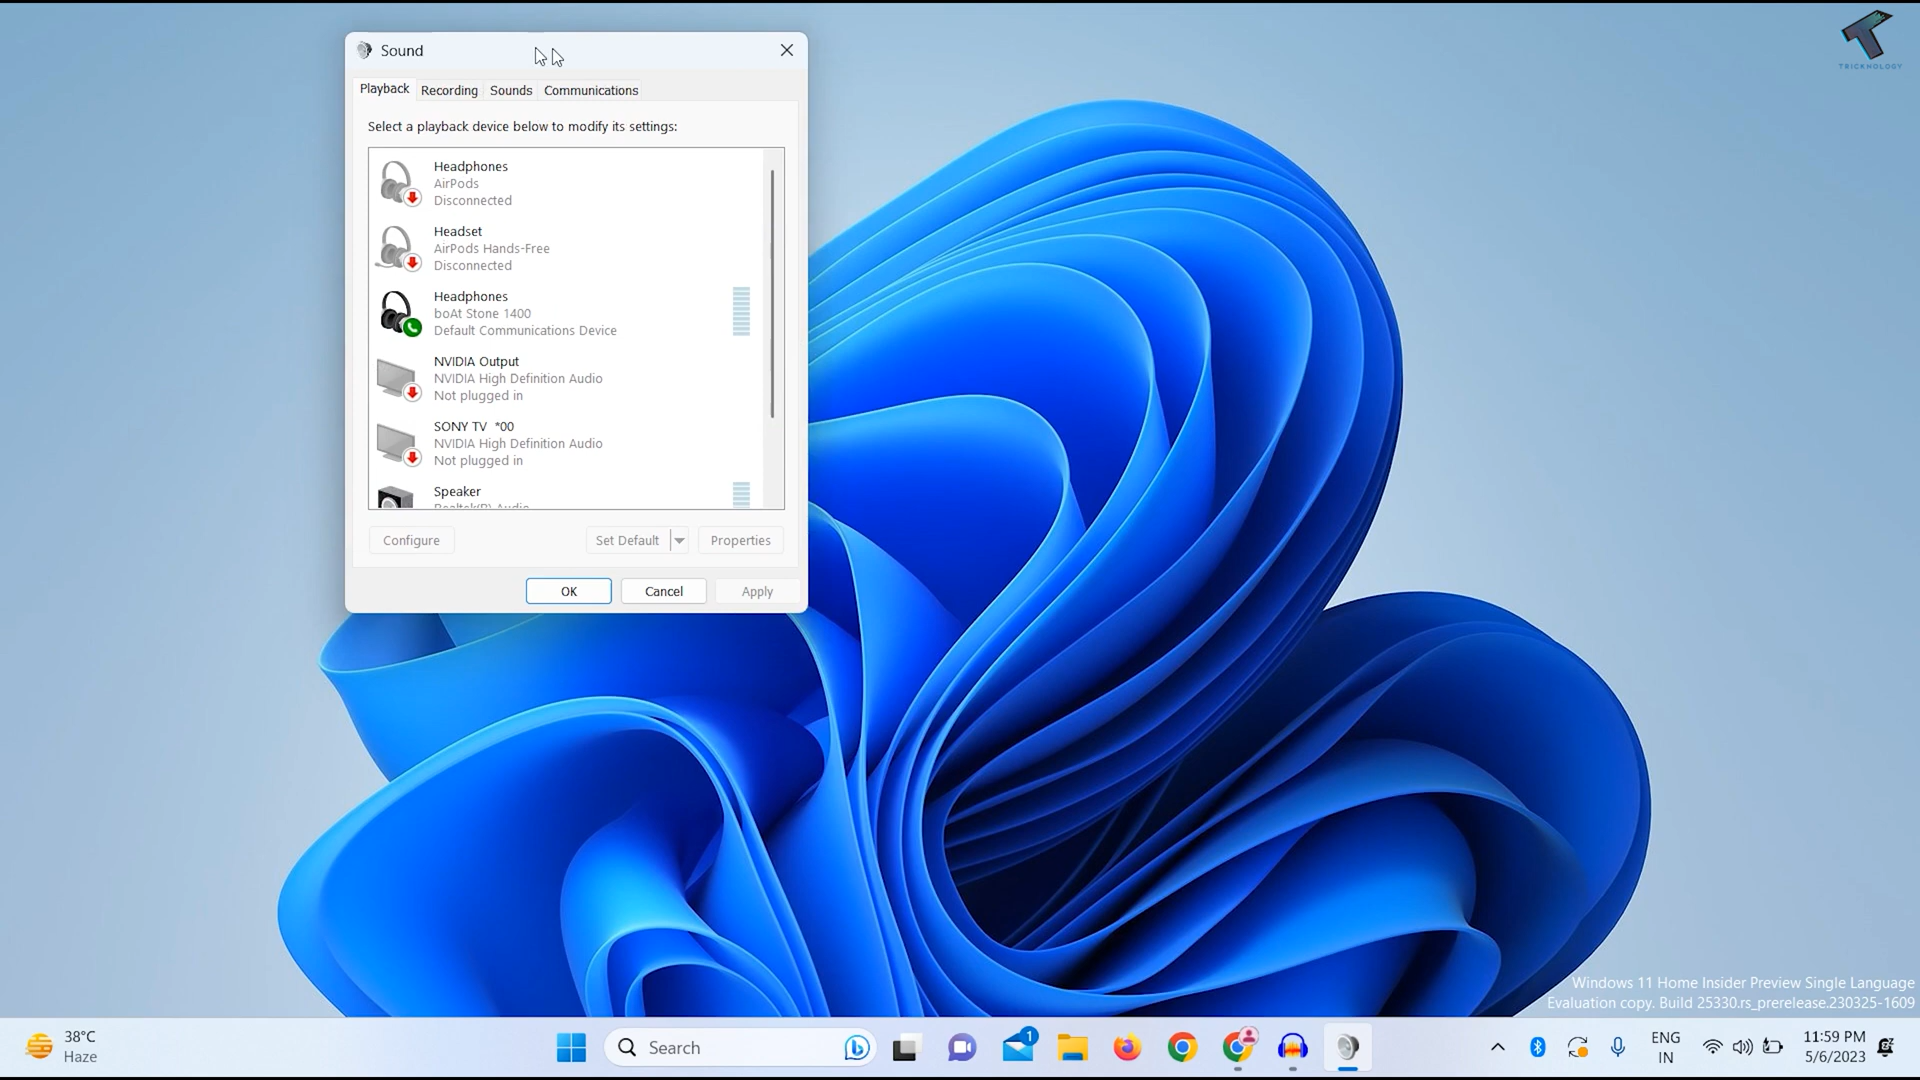 TRICKNOLOGY
Sound
Playback
Recording
Sounds
Communications
Select a playback device below to modify its settings:
Headphones
AirPods
Disconnected
Headset
AirPods Hands-Free
Disconnected
Headphones
boAt Stone 1400
Default Communications Device
NVIDIA Output
NVIDIA High Definition Audio
Not plugged in
SONY TV  *00
NVIDIA High Definition Audio
Not plugged in
Speaker
Realtek(R) Audio
Configure
Set Default
Properties
OK
Cancel
Apply
Windows 11 Home Insider Preview Single Language
Evaluation copy. Build 25330.rs_prerelease.230325-1609
38°C
Haze
Search
1
ENG
IN
11:59 PM
5/6/2023